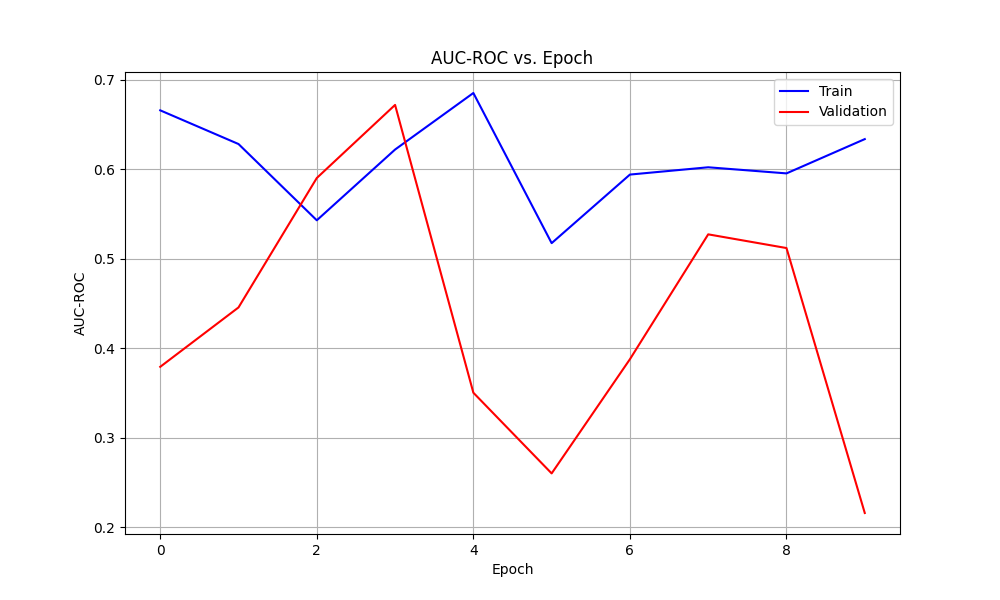 AUC-ROC vs. Epoch
Train
Validation
AUC-ROC
0.7
0.6
0.5
0.4
0.3
0.2
0 2 4 6 8
Epoch